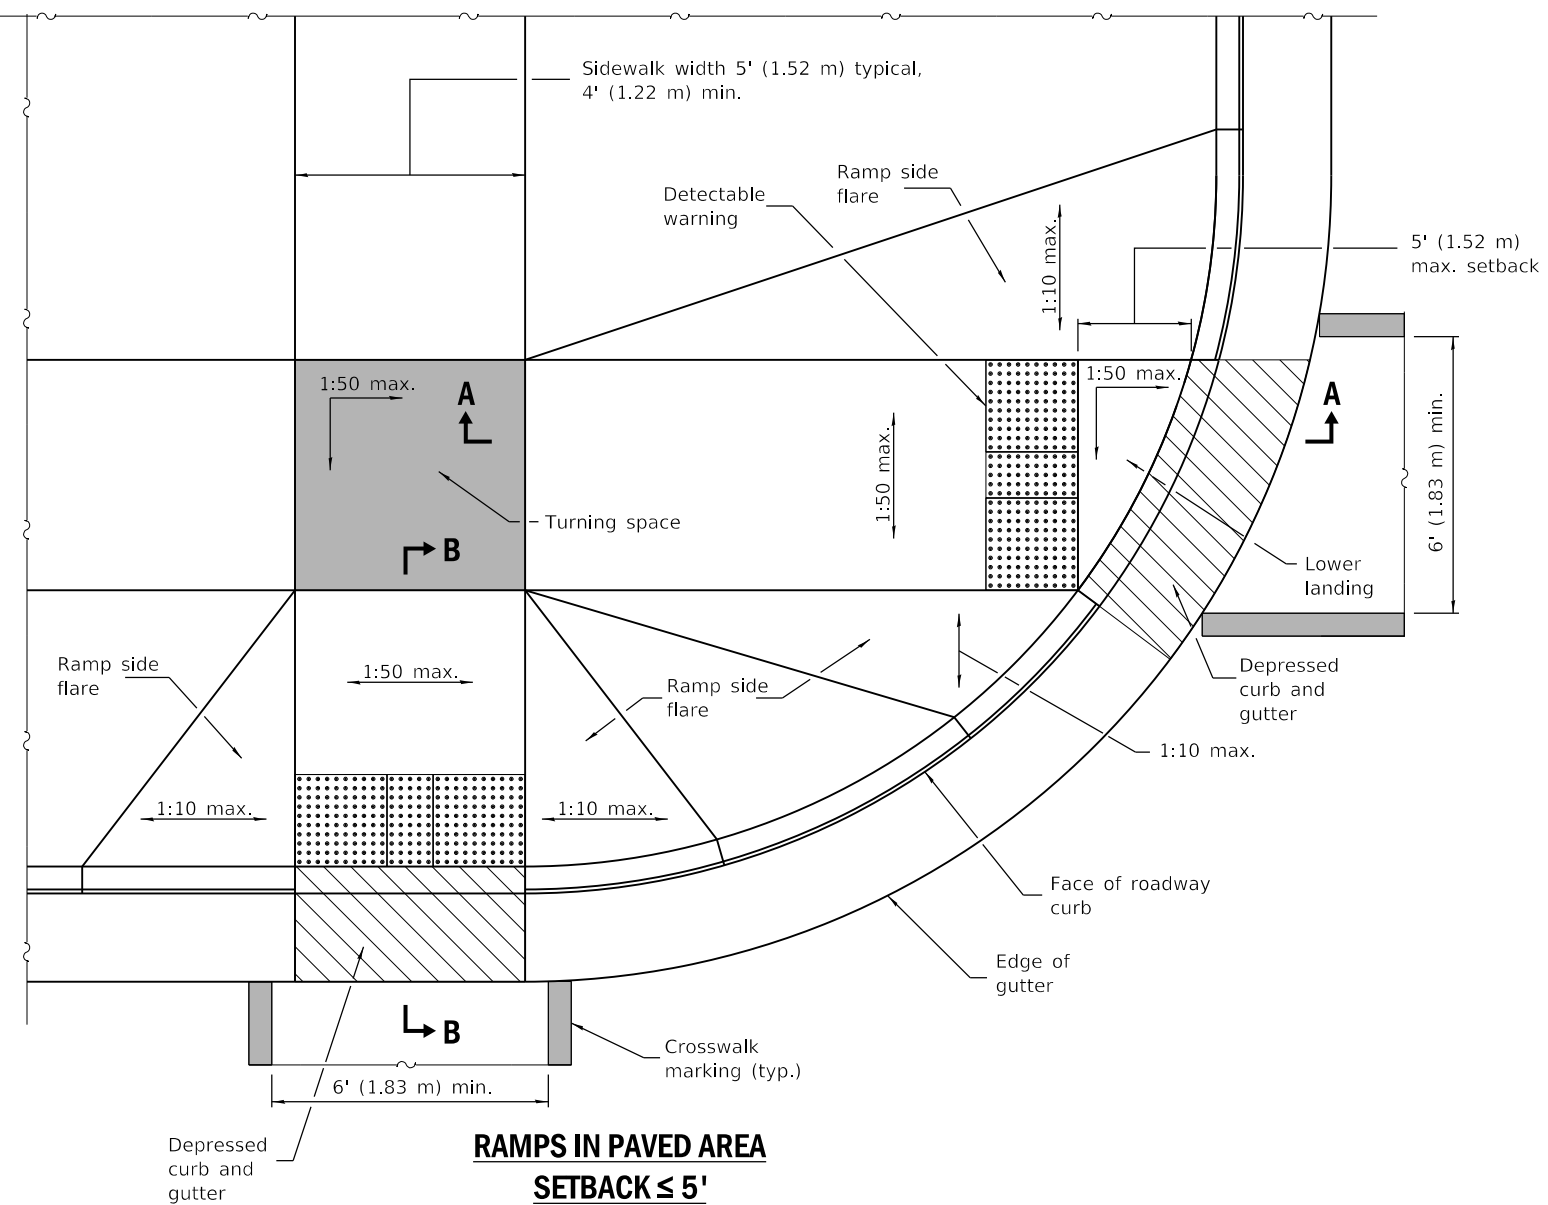 Sidewalk width 5' (1.52 m) typical,
4' (1.22 m) min.
Ramp side
flare
Detectable
warning
1:10 max.
5' (1.52 m)
max. setback
1:50 max.
A
1:50 max.
A
1:50 max.
6' (1.83 m) min.
Turning space
B
Lower
landing
Ramp side
flare
1:50 max.
Ramp side
flare
Depressed
curb and
gutter
1:10 max.
1:10 max.
1:10 max.
Face of roadway
curb
Edge of
gutter
B
Crosswalk
marking (typ.)
6' (1.83 m) min.
Depressed
curb and
gutter
RAMPS IN PAVED AREA
SETBACK ≤ 5'